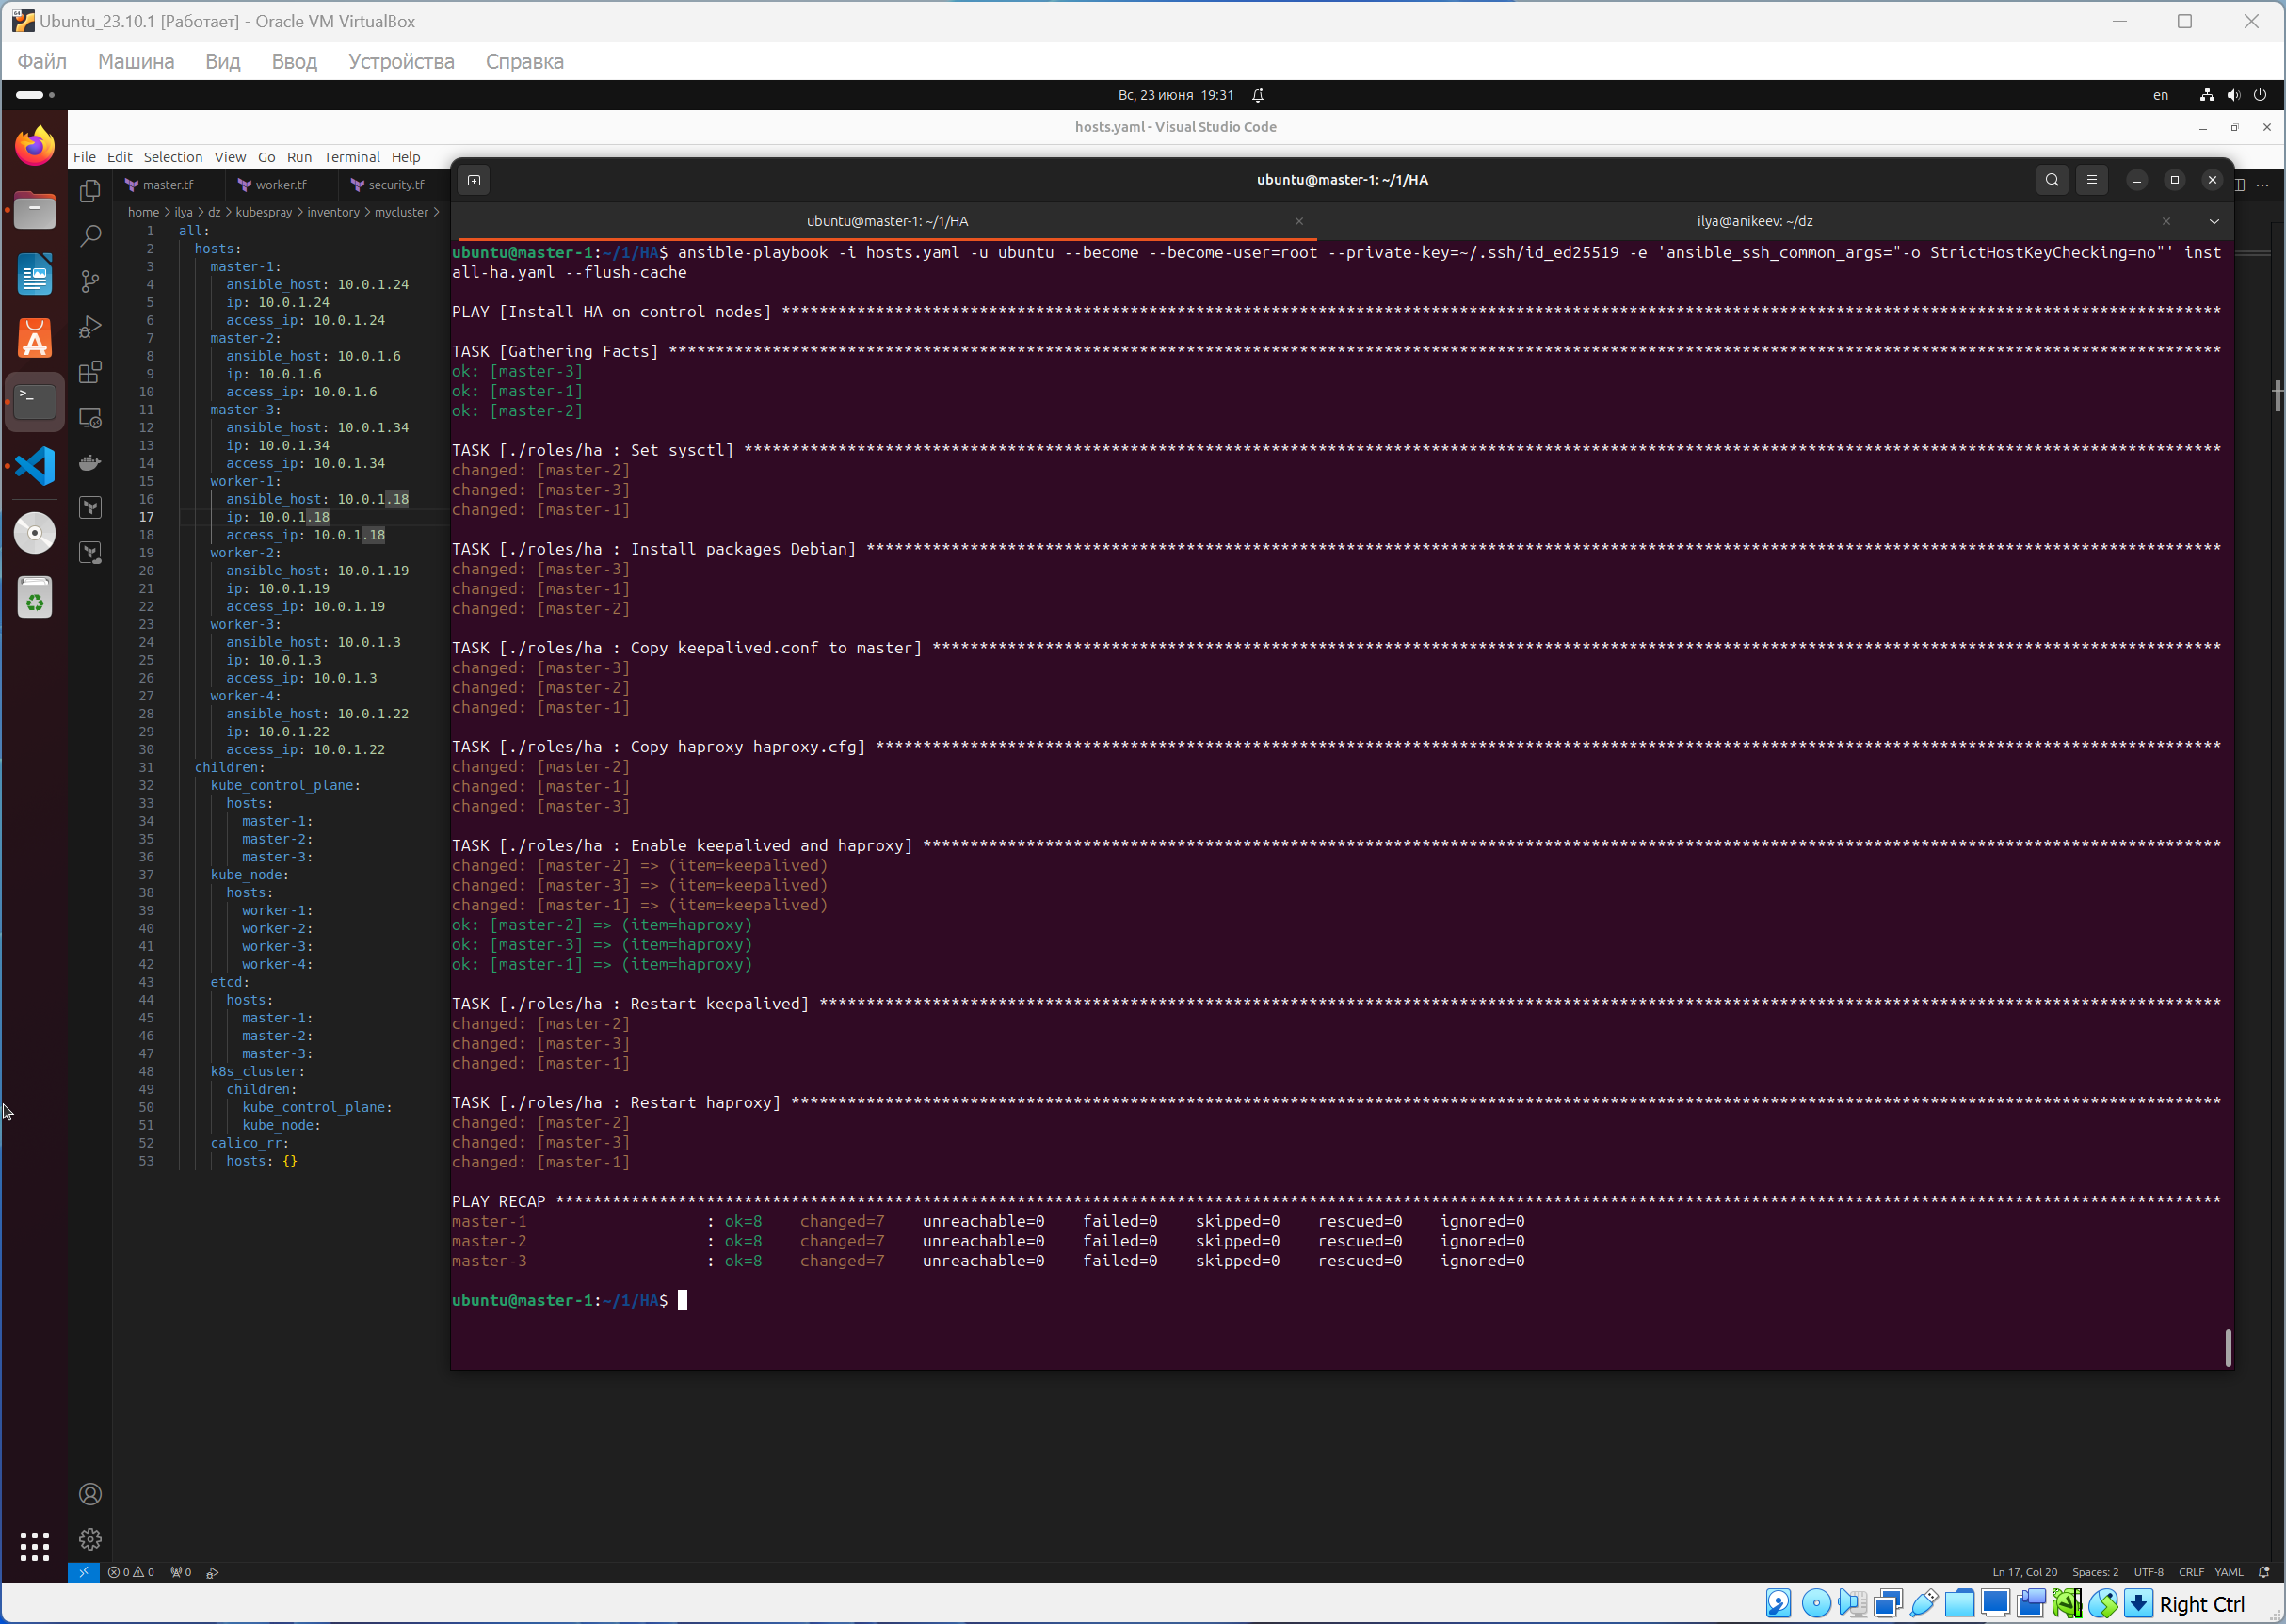 Ubuntu_23.10.1 [Работает] - Oracle VM VirtualBox
Файл Машина Вид Ввод Устройства Справка
Вс, 23 июня 19:31
en
hosts.yaml - Visual Studio Code
File Edit Selection View Go Run Terminal Help
master.tf worker.tf security.tf
home > ilya > dz > kubespray > inventory > mycluster >
1 all:
2 hosts:
3 master-1:
4 ansible_host: 10.0.1.24
5 ip: 10.0.1.24
6 access_ip: 10.0.1.24
7 master-2:
8 ansible_host: 10.0.1.6
9 ip: 10.0.1.6
10 access_ip: 10.0.1.6
11 master-3:
12 ansible_host: 10.0.1.34
13 ip: 10.0.1.34
14 access_ip: 10.0.1.34
15 worker-1:
16 ansible_host: 10.0.1.18
17 ip: 10.0.1.18
18 access_ip: 10.0.1.18
19 worker-2:
20 ansible_host: 10.0.1.19
21 ip: 10.0.1.19
22 access_ip: 10.0.1.19
23 worker-3:
24 ansible_host: 10.0.1.3
25 ip: 10.0.1.3
26 access_ip: 10.0.1.3
27 worker-4:
28 ansible_host: 10.0.1.22
29 ip: 10.0.1.22
30 access_ip: 10.0.1.22
31 children:
32 kube_control_plane:
33 hosts:
34 master-1:
35 master-2:
36 master-3:
37 kube_node:
38 hosts:
39 worker-1:
40 worker-2:
41 worker-3:
42 worker-4:
43 etcd:
44 hosts:
45 master-1:
46 master-2:
47 master-3:
48 k8s_cluster:
49 children:
50 kube_control_plane:
51 kube_node:
52 calico_rr:
53 hosts: {}
ubuntu@master-1: ~/1/HA
ubuntu@master-1: ~/1/HA
ilya@anikeev: ~/dz
ubuntu@master-1:~/1/HA$ ansible-playbook -i hosts.yaml -u ubuntu --become --become-user=root --private-key=~/.ssh/id_ed25519 -e 'ansible_ssh_common_args="-o StrictHostKeyChecking=no"' inst
all-ha.yaml --flush-cache
PLAY [Install HA on control nodes] ****
TASK [Gathering Facts] ****
ok: [master-3]
ok: [master-1]
ok: [master-2]
TASK [./roles/ha : Set sysctl] ****
changed: [master-2]
changed: [master-3]
changed: [master-1]
TASK [./roles/ha : Install packages Debian] ****
changed: [master-3]
changed: [master-1]
changed: [master-2]
TASK [./roles/ha : Copy keepalived.conf to master] ****
changed: [master-3]
changed: [master-2]
changed: [master-1]
TASK [./roles/ha : Copy haproxy haproxy.cfg] ****
changed: [master-2]
changed: [master-1]
changed: [master-3]
TASK [./roles/ha : Enable keepalived and haproxy] ****
changed: [master-2] => (item=keepalived)
changed: [master-3] => (item=keepalived)
changed: [master-1] => (item=keepalived)
ok: [master-2] => (item=haproxy)
ok: [master-3] => (item=haproxy)
ok: [master-1] => (item=haproxy)
TASK [./roles/ha : Restart keepalived] ****
changed: [master-2]
changed: [master-3]
changed: [master-1]
TASK [./roles/ha : Restart haproxy] ****
changed: [master-2]
changed: [master-3]
changed: [master-1]
PLAY RECAP ****
master-1 : ok=8 changed=7 unreachable=0 failed=0 skipped=0 rescued=0 ignored=0
master-2 : ok=8 changed=7 unreachable=0 failed=0 skipped=0 rescued=0 ignored=0
master-3 : ok=8 changed=7 unreachable=0 failed=0 skipped=0 rescued=0 ignored=0
ubuntu@master-1:~/1/HA$
0 0 0
Ln 17, Col 20 Spaces: 2 UTF-8 CRLF YAML
Right Ctrl